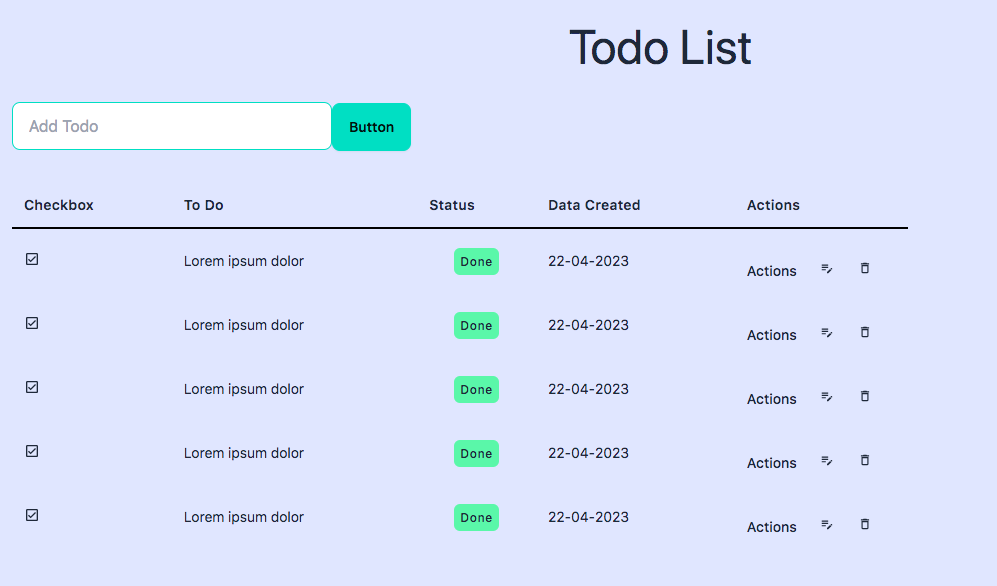 Todo List
Add Todo Button
Checkbox To Do Status Data Created Actions
Lorem ipsum dolor Done 22-04-2023 Actions
Lorem ipsum dolor Done 22-04-2023 Actions
Lorem ipsum dolor Done 22-04-2023 Actions
Lorem ipsum dolor Done 22-04-2023 Actions
Lorem ipsum dolor Done 22-04-2023 Actions